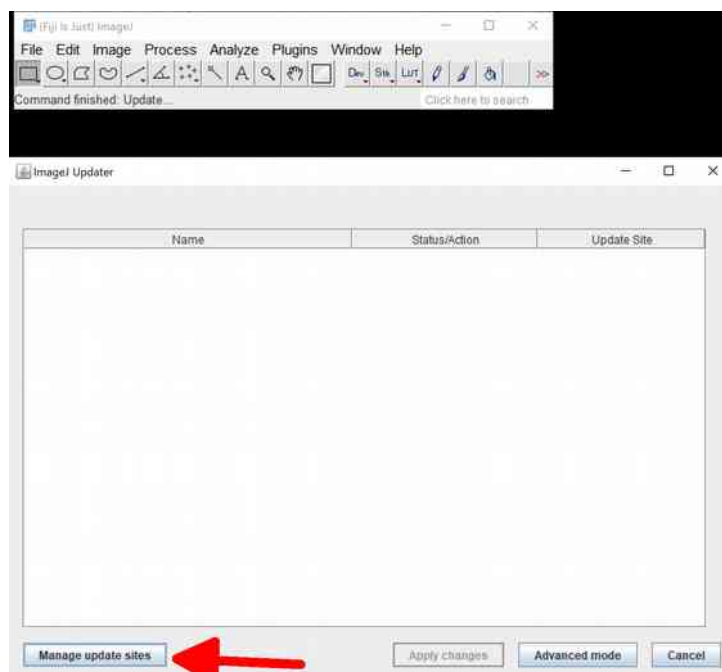 (Fiji Is Just) ImageJ
File Edit Image Process Analyze Plugins Window Help
A Dev Stk LUT >>
Command finished: Update... Click here to search
ImageJ Updater
Name Status/Action Update Site
Manage update sites Apply changes Advanced mode Cancel